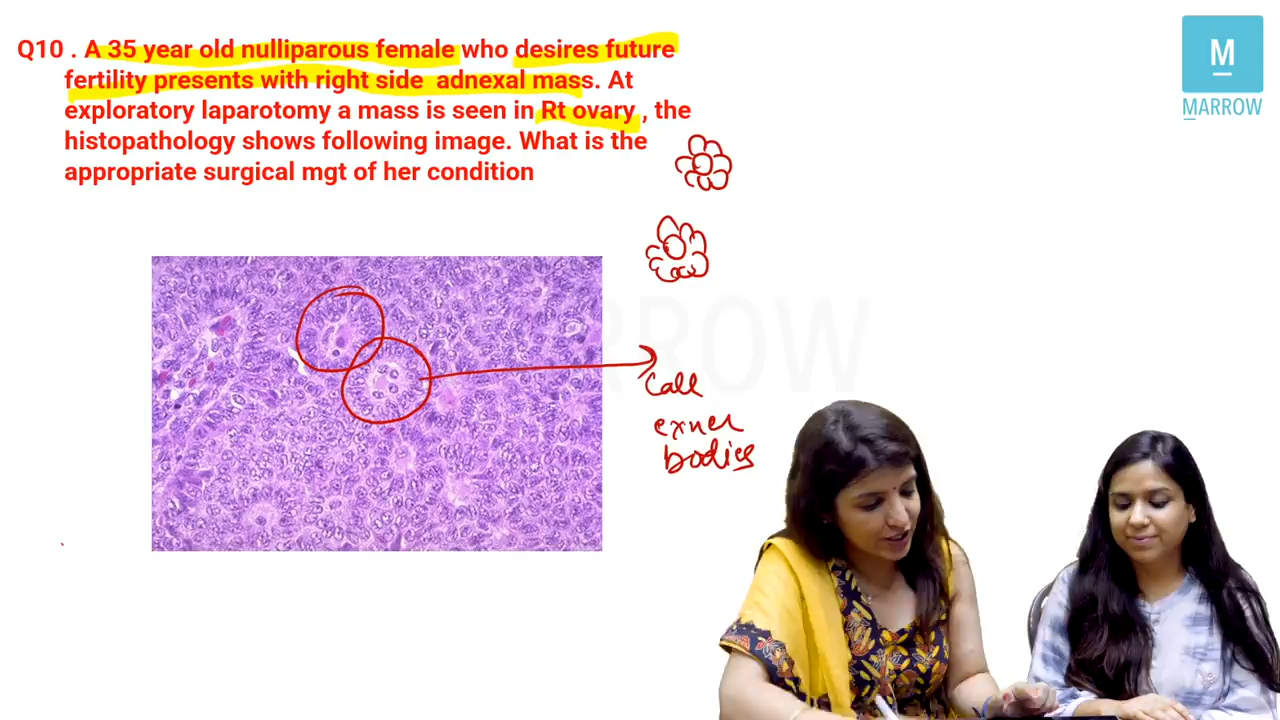 Q10 . A 35 year old nulliparous female who desires future
fertility presents with right side adnexal mass. At
exploratory laparotomy a mass is seen in Rt ovary , the
histopathology shows following image. What is the
appropriate surgical mgt of her condition
M
MARROW
MARROW
Call
exner
bodies